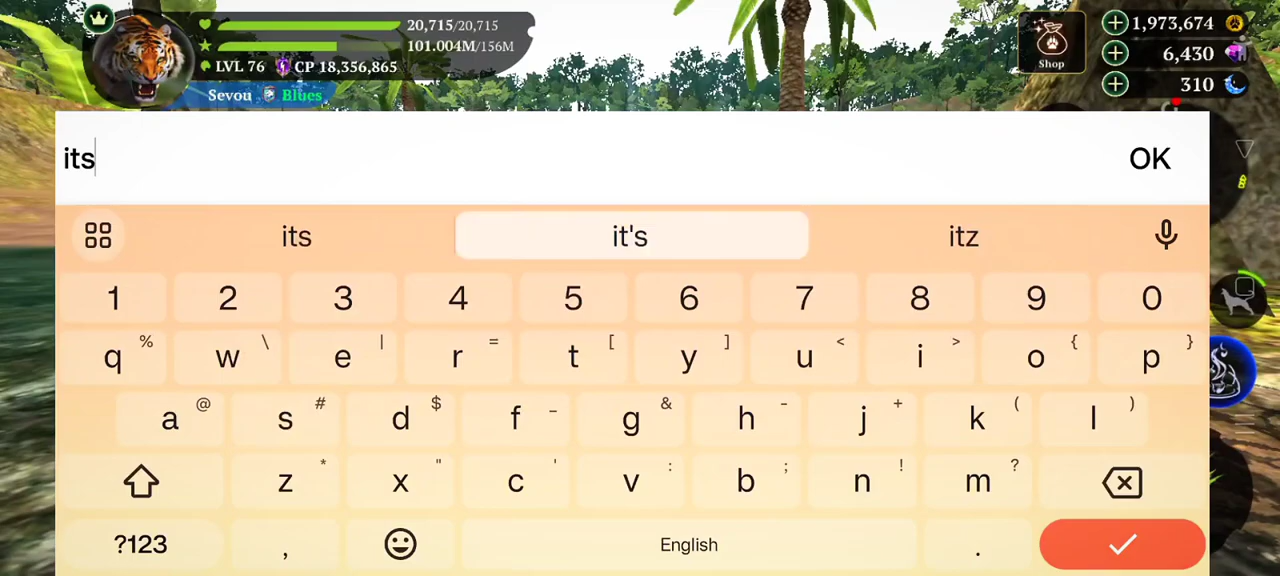 20,715/20,715
101.004M/156M
LVL 76 CP 18,356,865
Sevou Blues
Shop
1,973,674
6,430
310
its
OK
its it's itz
1 2 3 4 5 6 7 8 9 0
q % w \ e | r = t [ y ] u < i > o { p }
a @ s # d $ f _ g & h - j + k ( l )
z * x " c ' v : b ; n ! m ?
?123 , English .